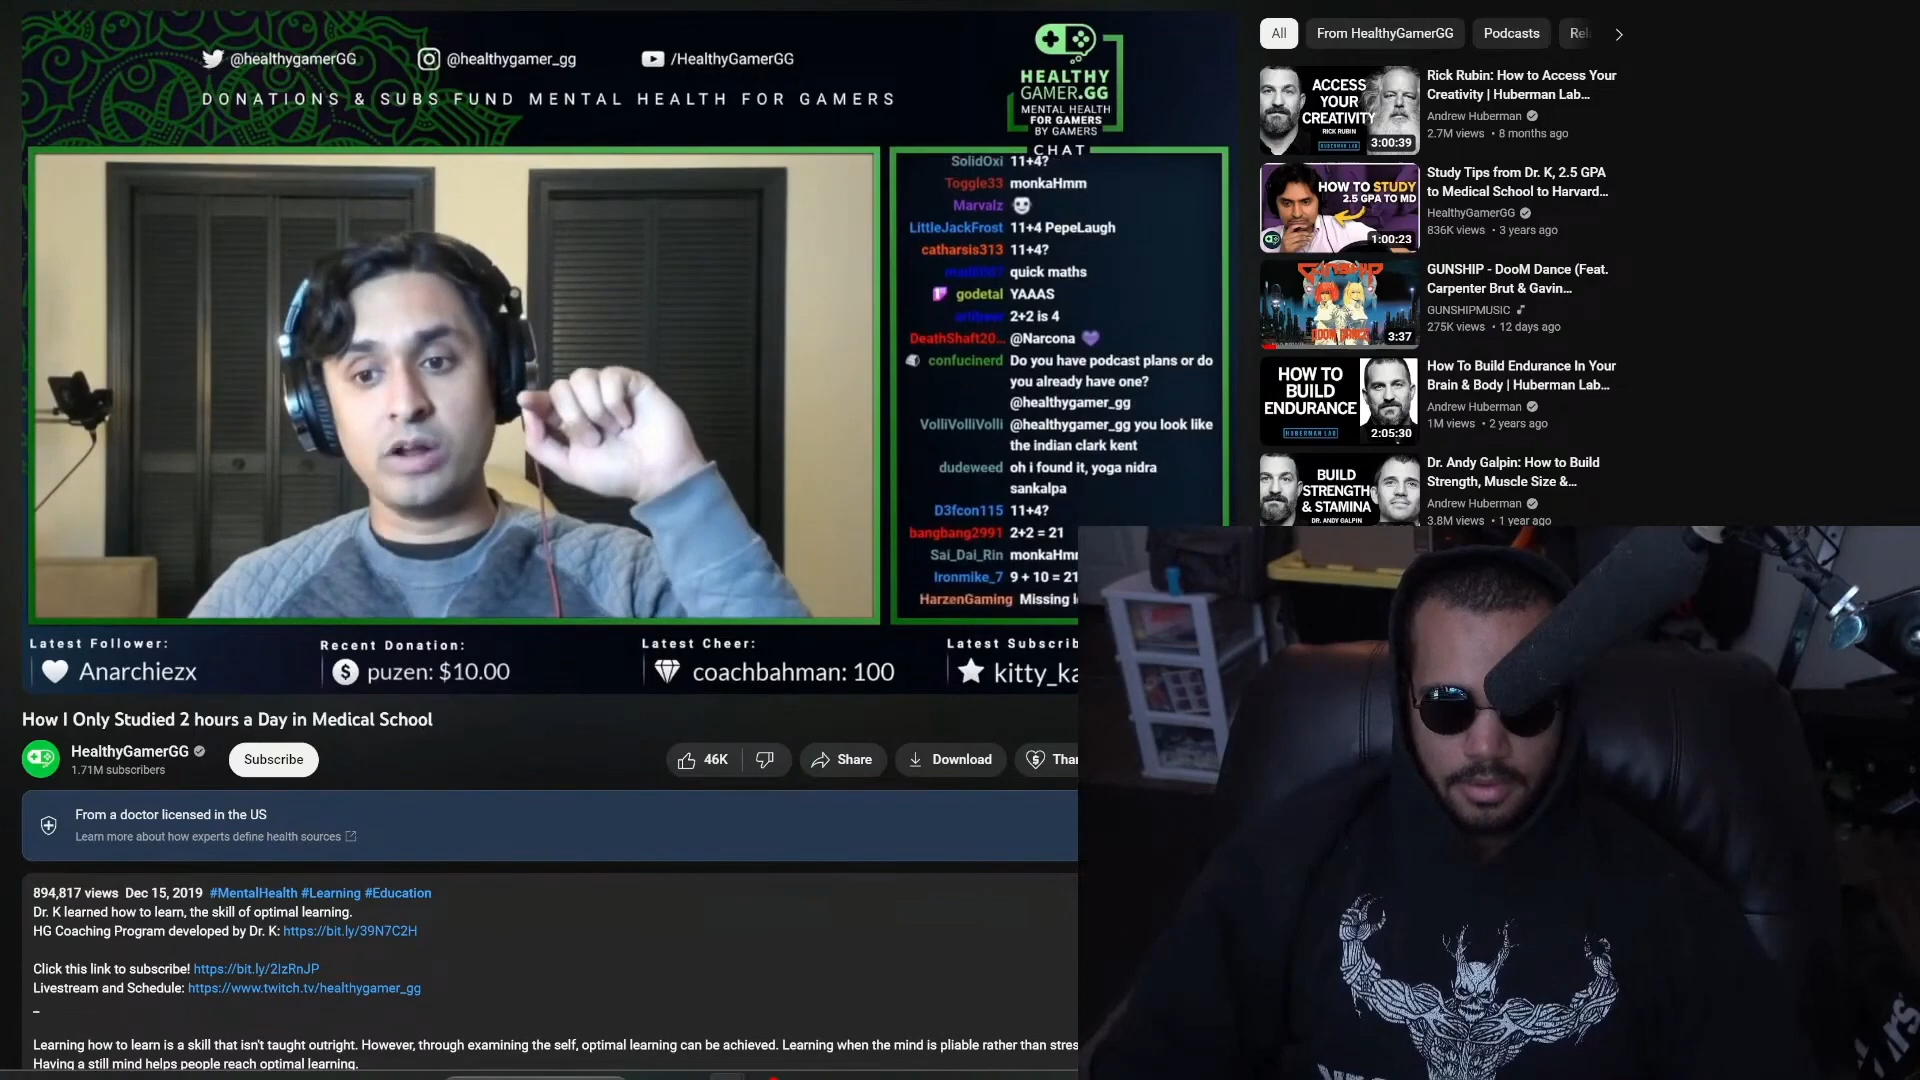 @healthygamerGG
@healthygamer_gg
/HealthyGamerGG
DONATIONS & SUBS FUND MENTAL HEALTH FOR GAMERS
HEALTHY
GAMER.GG
MENTAL HEALTH
FOR GAMERS
BY GAMERS
CHAT
SolidOxi 11+4?
Toggle33 monkaHmm
Marvalz
LittleJackFrost 11+4 PepeLaugh
catharsis313 11+4?
quick maths
godetal YAAAS
2+2 is 4
DeathShaft20... @Narcona
confucinerd Do you have podcast plans or do
you already have one?
@healthygamer_gg
VolliVolliVolli @healthygamer_gg you look like
the indian clark kent
dudeweed oh i found it, yoga nidra
sankalpa
D3fcon115 11+4?
bangbang2991 2+2 = 21
Sai_Dai_Rin monkaHm
Ironmike_7 9 + 10 = 21
HarzenGaming Missing
Latest Follower:
Anarchiezx
Recent Donation:
puzen: $10.00
Latest Cheer:
coachbahman: 100
Latest Subscrib
kitty_ka
How I Only Studied 2 hours a Day in Medical School
HealthyGamerGG
1.71M subscribers
Subscribe
46K
Share
Download
Than
From a doctor licensed in the US
Learn more about how experts define health sources
894,817 views Dec 15, 2019 #MentalHealth #Learning #Education
Dr. K learned how to learn, the skill of optimal learning.
HG Coaching Program developed by Dr. K: https://bit.ly/39N7C2H
Click this link to subscribe! https://bit.ly/2IzRnJP
Livestream and Schedule: https://www.twitch.tv/healthygamer_gg
–
Learning how to learn is a skill that isn't taught outright. However, through examining the self, optimal learning can be achieved. Learning when the mind is pliable rather than stres
Having a still mind helps people reach optimal learning.
All
From HealthyGamerGG
Podcasts
Rel
ACCESS
YOUR
CREATIVITY
RICK RUBIN
HUBERMAN LAB
3:00:39
Rick Rubin: How to Access Your
Creativity | Huberman Lab...
Andrew Huberman
2.7M views • 8 months ago
HOW TO STUDY
2.5 GPA TO MD
1:00:23
Study Tips from Dr. K, 2.5 GPA
to Medical School to Harvard...
HealthyGamerGG
836K views • 3 years ago
GUNSHIP
DOOM DANCE
3:37
GUNSHIP - DooM Dance (Feat.
Carpenter Brut & Gavin...
GUNSHIPMUSIC
275K views • 12 days ago
HOW TO
BUILD
ENDURANCE
HUBERMAN LAB
2:05:30
How To Build Endurance In Your
Brain & Body | Huberman Lab...
Andrew Huberman
1M views • 2 years ago
BUILD
STRENGTH
& STAMINA
DR. ANDY GALPIN
Dr. Andy Galpin: How to Build
Strength, Muscle Size &...
Andrew Huberman
3.8M views • 1 year ago